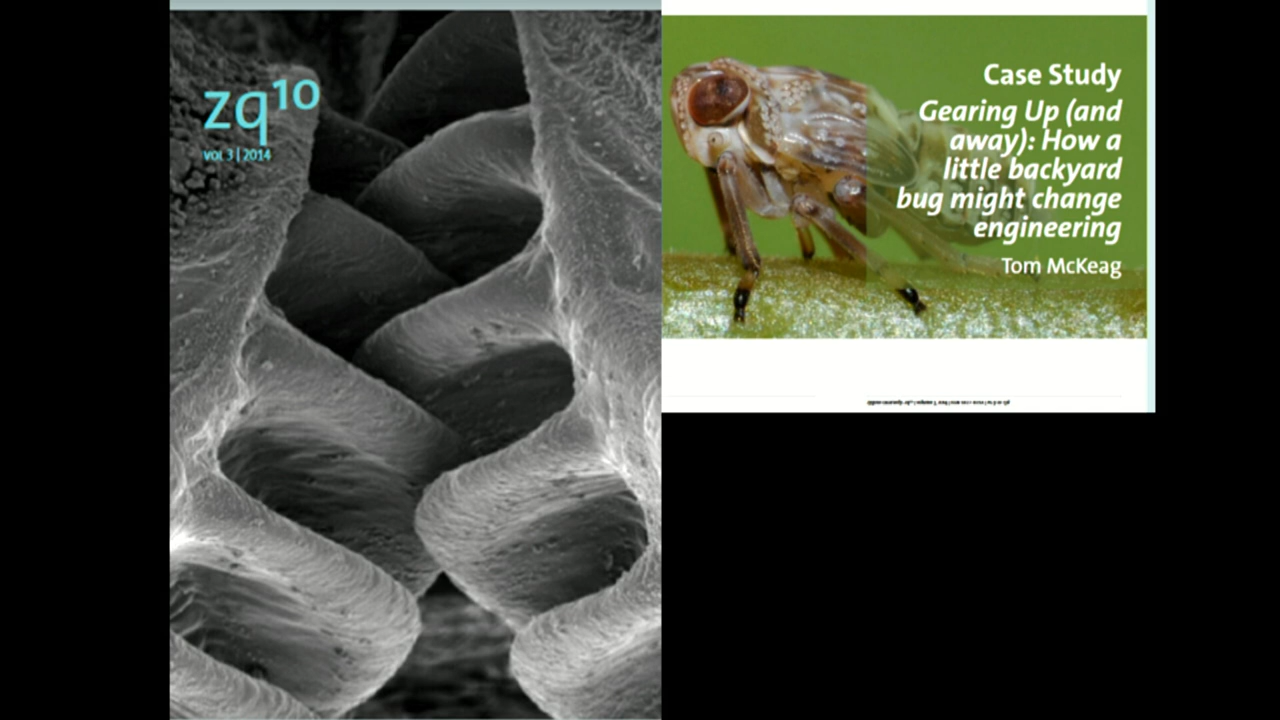 zq10
vol 3 | 2014
Case Study
Gearing Up (and
away): How a
little backyard
bug might change
engineering
Tom McKeag